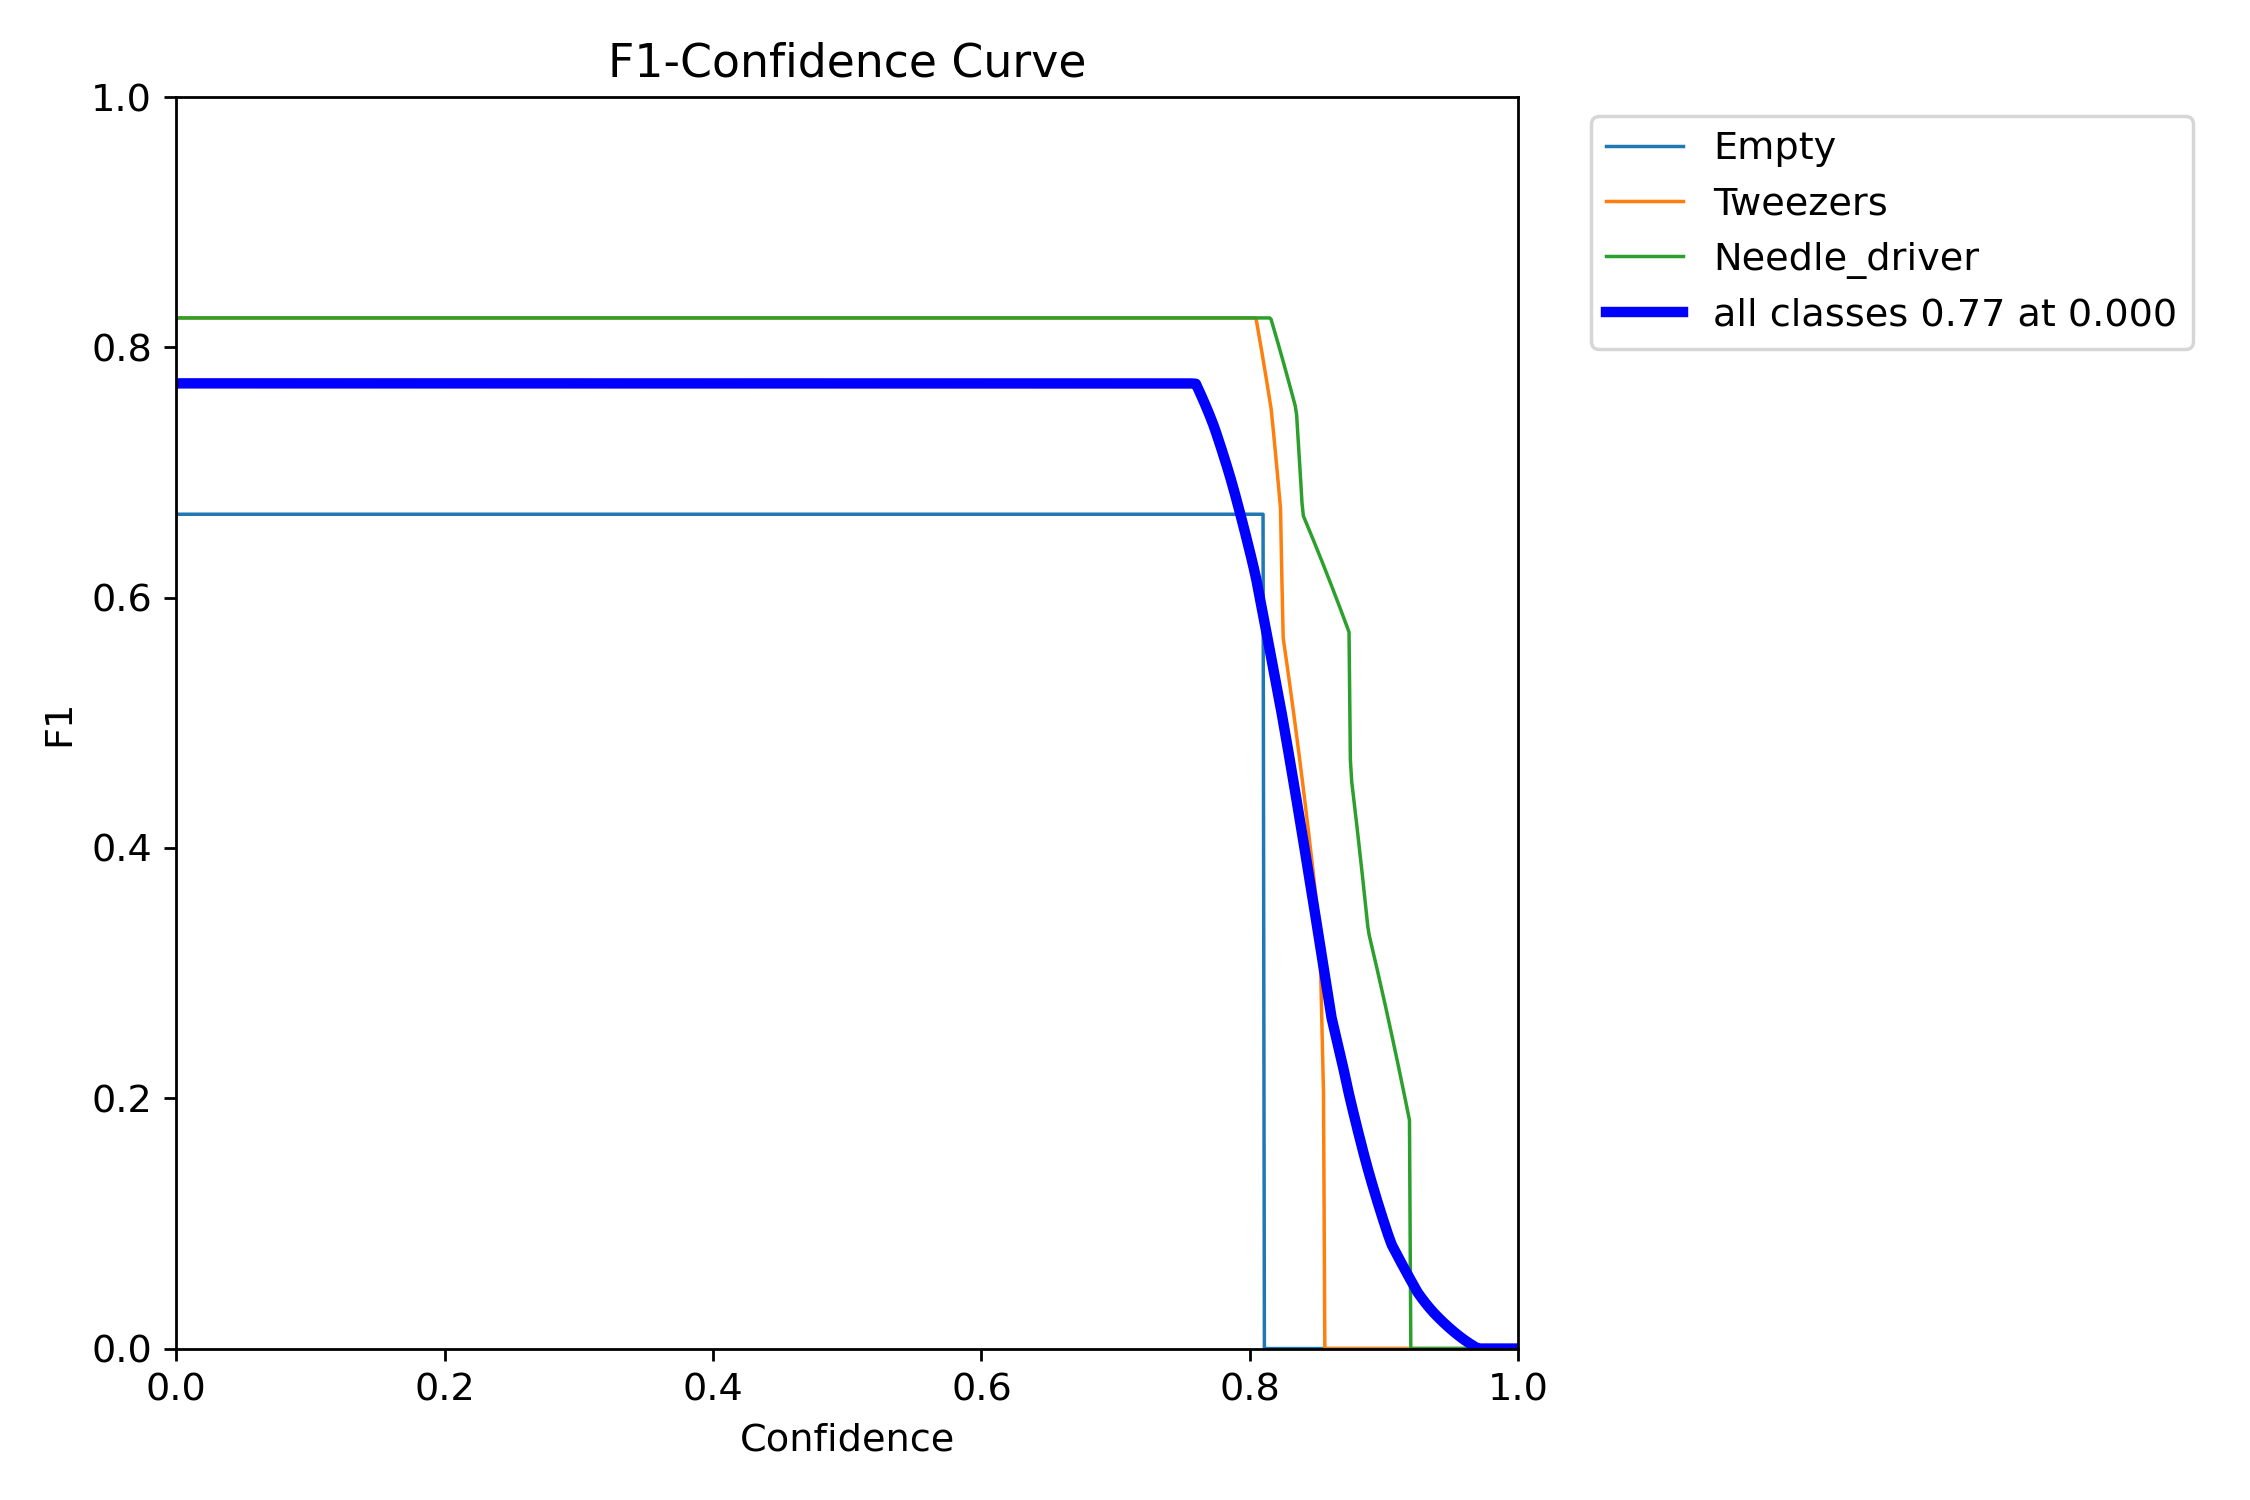 F1-Confidence Curve
1.0
0.8
0.6
0.4
0.2
0.0
F1
0.0 0.2 0.4 0.6 0.8 1.0
Confidence
Empty
Tweezers
Needle_driver
all classes 0.77 at 0.000